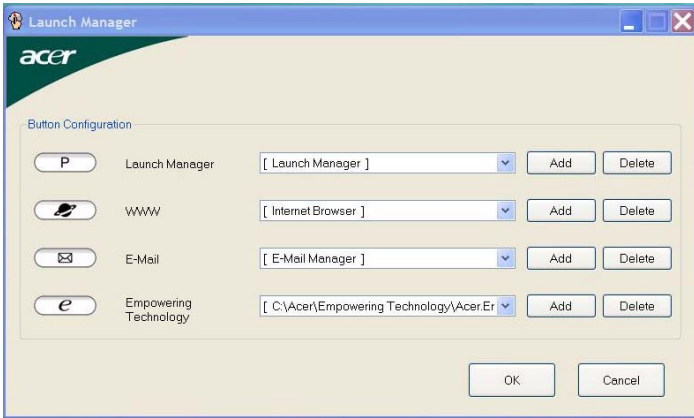 Launch Manager
acer
Button Configuration
P Launch Manager [ Launch Manager ] Add Delete
WWW [ Internet Browser ] Add Delete
E-Mail [ E-Mail Manager ] Add Delete
e Empowering Technology [ C:\Acer\Empowering Technology\Acer.Er Add Delete
OK Cancel